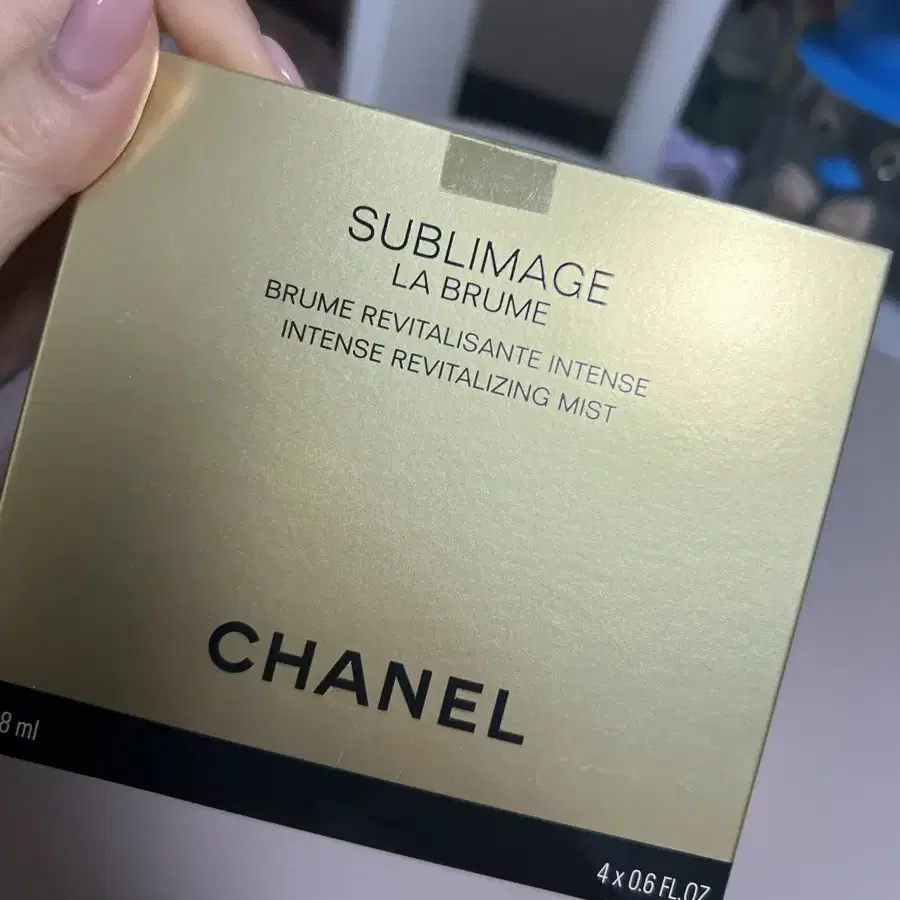 SUBLIMAGE
LA BRUME
BRUME REVITALISANTE INTENSE
INTENSE REVITALIZING MIST
CHANEL
8 ml
4 x 0.6 FL.OZ